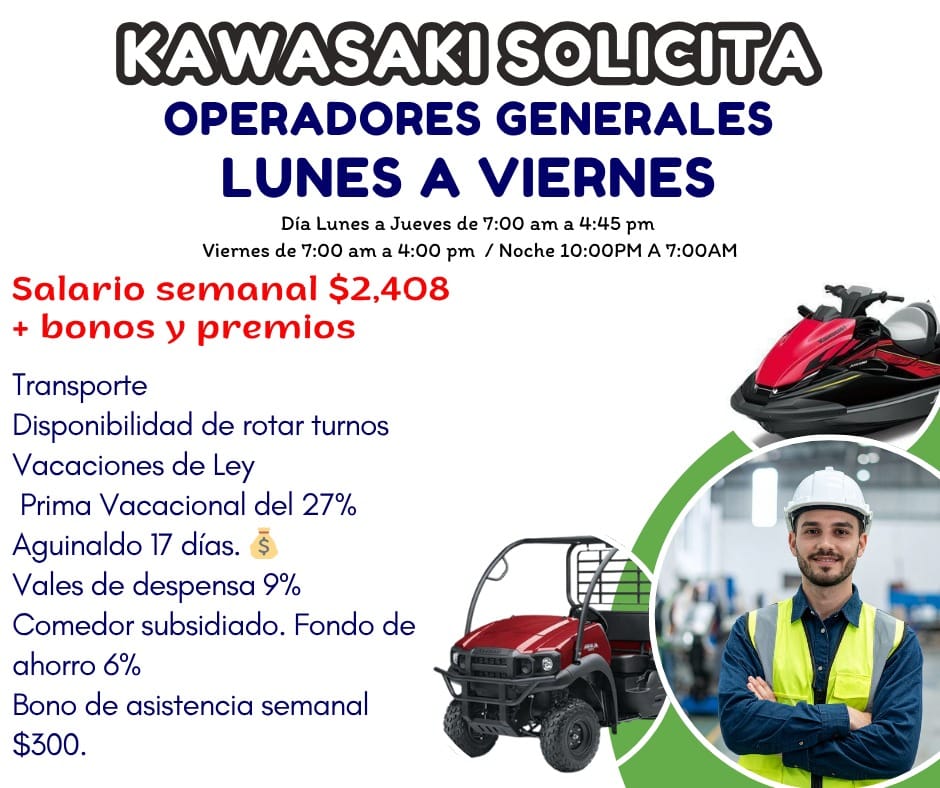 KAWASAKI SOLICITA
OPERADORES GENERALES
LUNES A VIERNES
Día Lunes a Jueves de 7:00 am a 4:45 pm
Viernes de 7:00 am a 4:00 pm / Noche 10:00PM A 7:00AM
Salario semanal $2,408
+ bonos y premios
Transporte
Disponibilidad de rotar turnos
Vacaciones de Ley
Prima Vacacional del 27%
Aguinaldo 17 días. 💰
Vales de despensa 9%
Comedor subsidiado. Fondo de
ahorro 6%
Bono de asistencia semanal
$300.